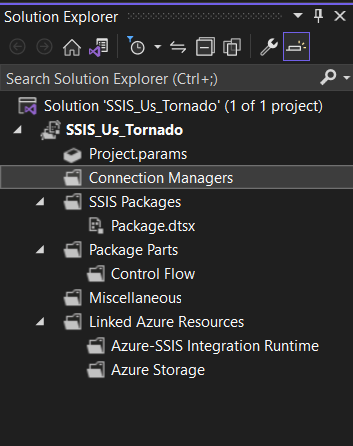 Solution Explorer
Search Solution Explorer (Ctrl+;)
Solution 'SSIS_Us_Tornado' (1 of 1 project)
SSIS_Us_Tornado
Project.params
Connection Managers
SSIS Packages
Package.dtsx
Package Parts
Control Flow
Miscellaneous
Linked Azure Resources
Azure-SSIS Integration Runtime
Azure Storage